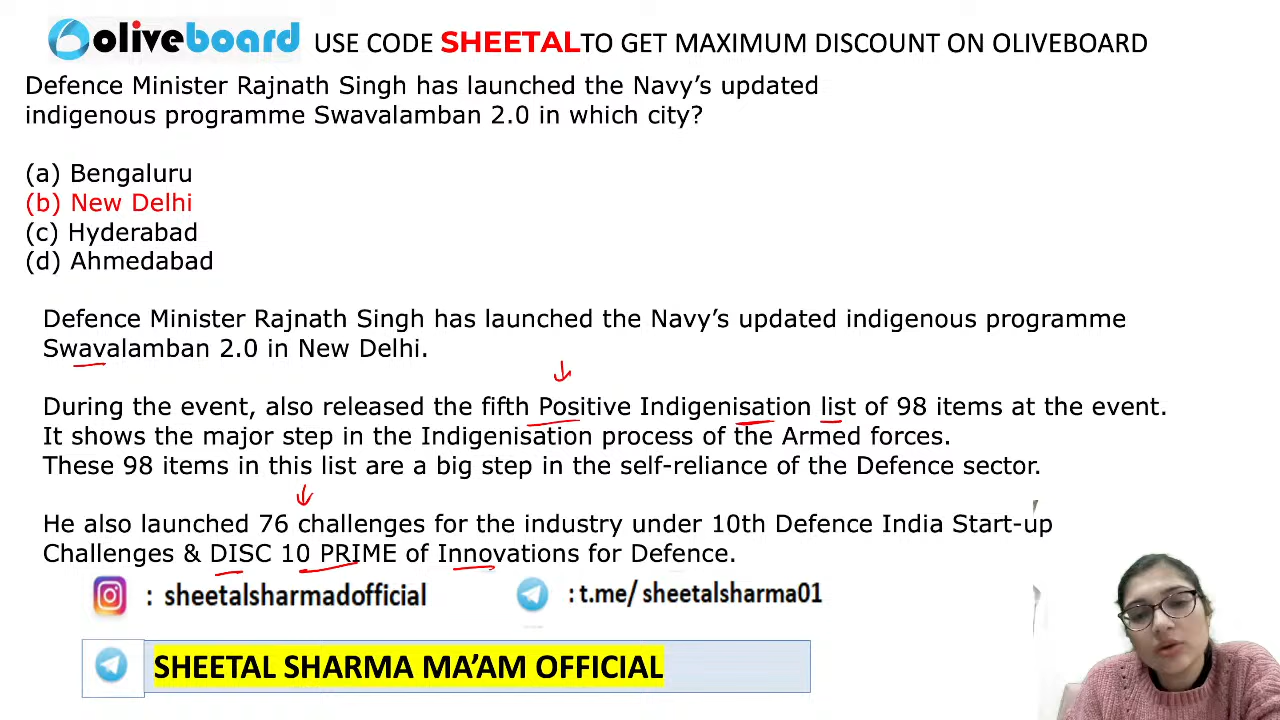 oliveboard USE CODE SHEETAL TO GET MAXIMUM DISCOUNT ON OLIVEBOARD
Defence Minister Rajnath Singh has launched the Navy’s updated
indigenous programme Swavalamban 2.0 in which city?
(a) Bengaluru
(b) New Delhi
(c) Hyderabad
(d) Ahmedabad
Defence Minister Rajnath Singh has launched the Navy’s updated indigenous programme
Swavalamban 2.0 in New Delhi.
During the event, also released the fifth Positive Indigenisation list of 98 items at the event.
It shows the major step in the Indigenisation process of the Armed forces.
These 98 items in this list are a big step in the self-reliance of the Defence sector.
He also launched 76 challenges for the industry under 10th Defence India Start-up
Challenges & DISC 10 PRIME of Innovations for Defence.
: sheetalsharmadofficial : t.me/ sheetalsharma01
SHEETAL SHARMA MA’AM OFFICIAL